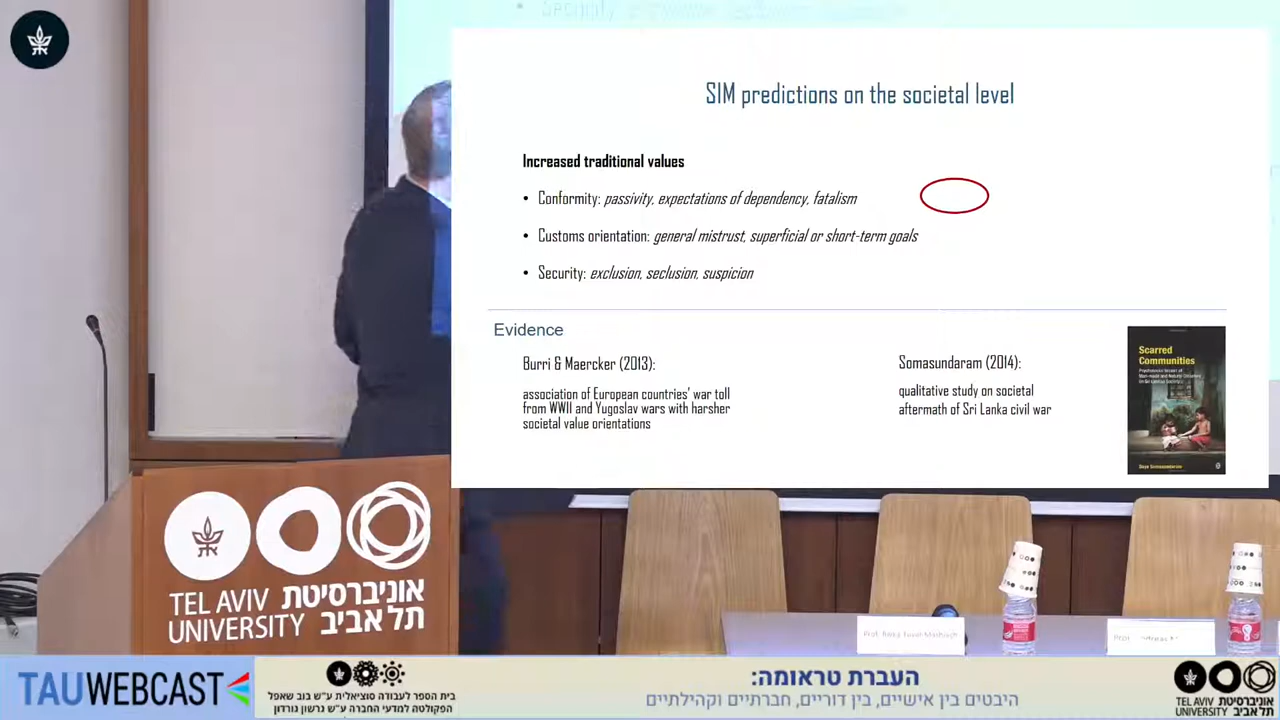 SIM predictions on the societal level
Increased traditional values
• Conformity: passivity, expectations of dependency, fatalism
• Customs orientation: general mistrust, superficial or short-term goals
• Security: exclusion, seclusion, suspicion
Evidence
Burri & Maercker (2013):
association of European countries' war toll
from WWII and Yugoslav wars with harsher
societal value orientations
Somasundaram (2014):
qualitative study on societal
aftermath of Sri Lanka civil war
Scarred
Communities
Daya Somasundaram
TEL AVIV אוניברסיטת
UNIVERSITY תל אביב
Prof.
Prof.
TAUWEBCAST
בית הספר לעבודה סוציאלית ע"ש בוב שאפל
הפקולטה למדעי החברה ע"ש גרשון גורדון
העברת טראומה:
היבטים בין אישיים, בין דוריים, חברתיים וקהילתיים
TEL AVIV אוניברסיטת
UNIVERSITY תל אביב